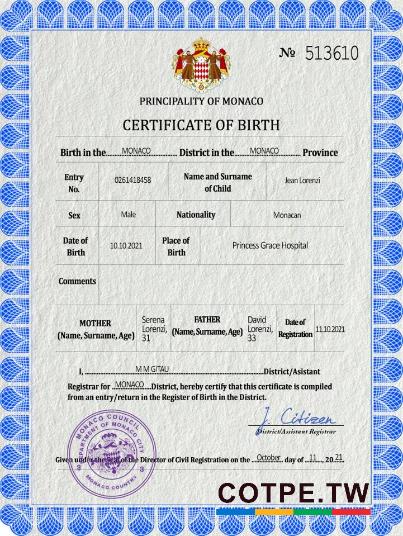 № 513610
PRINCIPALITY OF MONACO
CERTIFICATE OF BIRTH
Birth in the MONACO District in the MONACO Province
Entry No. 0261418458 Name and Surname of Child Jean Lorenzi
Sex Male Nationality Monacan
Date of Birth 10.10.2021 Place of Birth Princess Grace Hospital
Comments
MOTHER (Name, Surname, Age) Serena Lorenzi, 31 FATHER (Name, Surname, Age) David Lorenzi, 33 Date of Registration 11.10.2021
I, M M GITAU District/Asistant
Registrar for MONACO District, hereby certify that this certificate is compiled
from an entry/return in the Register of Birth in the District.
J. Citizen
District/Assistant Registrar
MONACO COUNCIL
DEPARTMENT OF MONACO CITY
MONACO COUNTRY
Given under the Seal of the Director of Civil Registration on the October day of 11 , 20 21
COTPE.TW